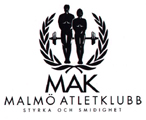 MAK
MALMÖ ATLETKLUBB
STYRKA OCH SMIDIGHET